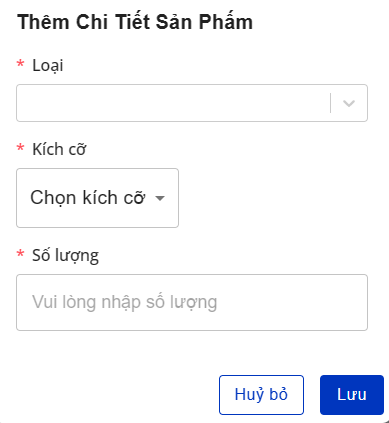 Thêm Chi Tiết Sản Phẩm
* Loại
* Kích cỡ
Chọn kích cỡ
* Số lượng
Vui lòng nhập số lượng
Huỷ bỏ Lưu